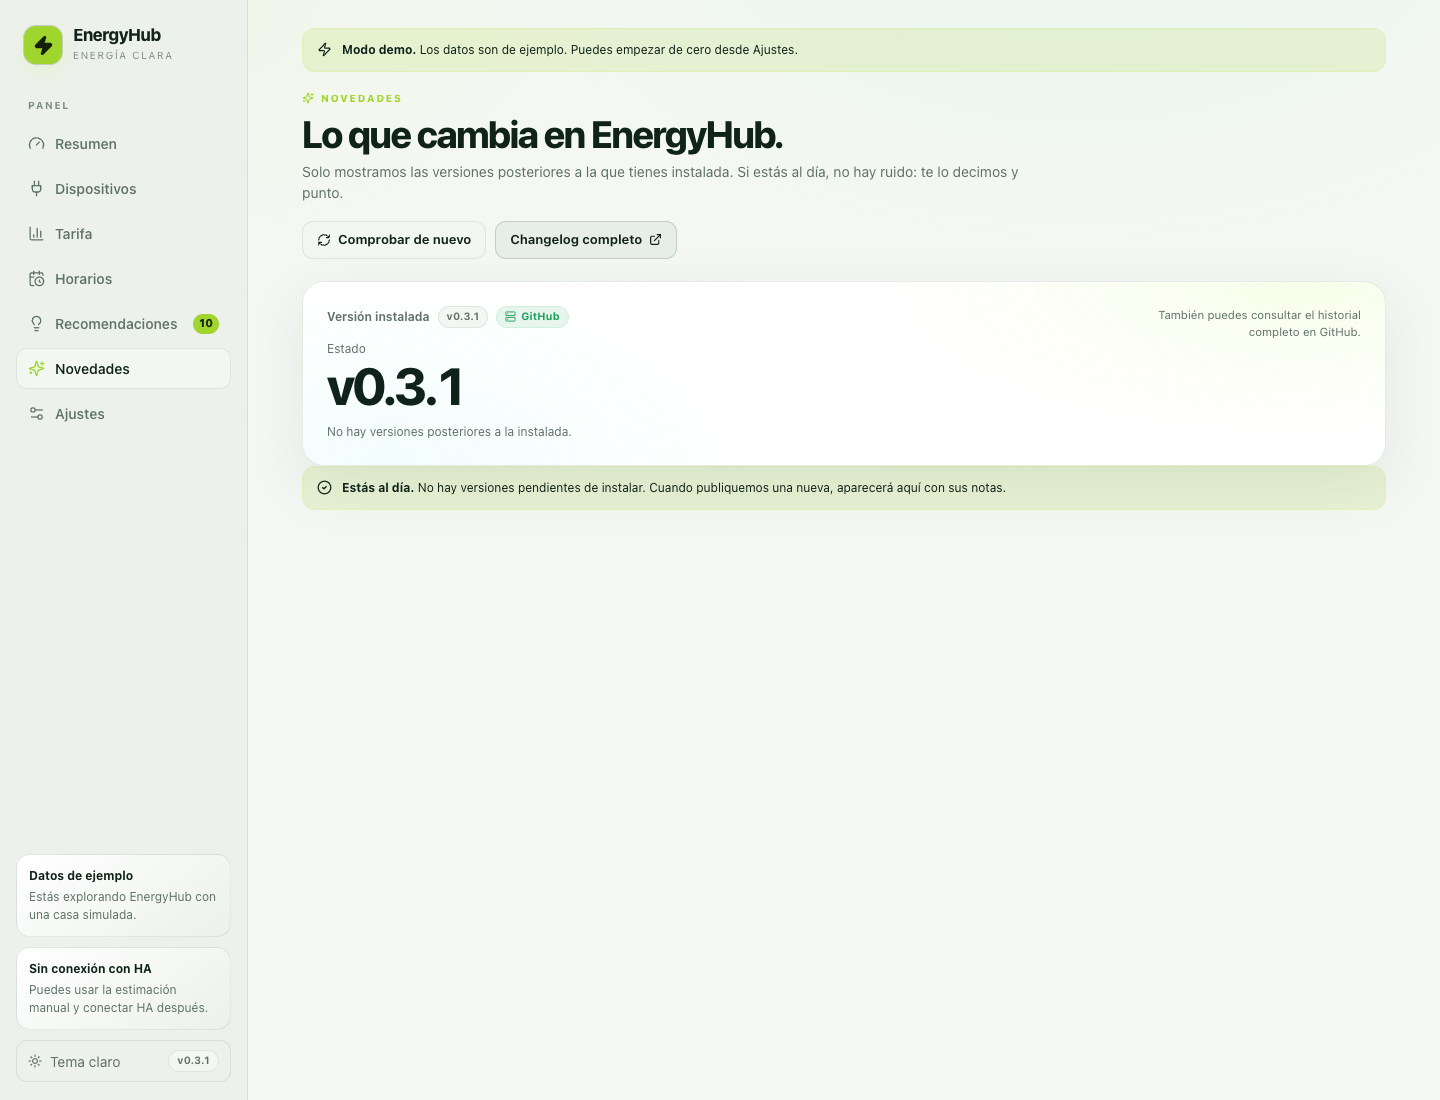 EnergyHub
ENERGÍA CLARA
PANEL
Resumen
Dispositivos
Tarifa
Horarios
Recomendaciones 10
Novedades
Ajustes
Datos de ejemplo
Estás explorando EnergyHub con
una casa simulada.
Sin conexión con HA
Puedes usar la estimación
manual y conectar HA después.
Tema claro v0.3.1
Modo demo. Los datos son de ejemplo. Puedes empezar de cero desde Ajustes.
NOVEDADES
Lo que cambia en EnergyHub.
Solo mostramos las versiones posteriores a la que tienes instalada. Si estás al día, no hay ruido: te lo decimos y
punto.
Comprobar de nuevo Changelog completo
Versión instalada v0.3.1 GitHub
Estado
v0.3.1
No hay versiones posteriores a la instalada.
También puedes consultar el historial
completo en GitHub.
Estás al día. No hay versiones pendientes de instalar. Cuando publiquemos una nueva, aparecerá aquí con sus notas.